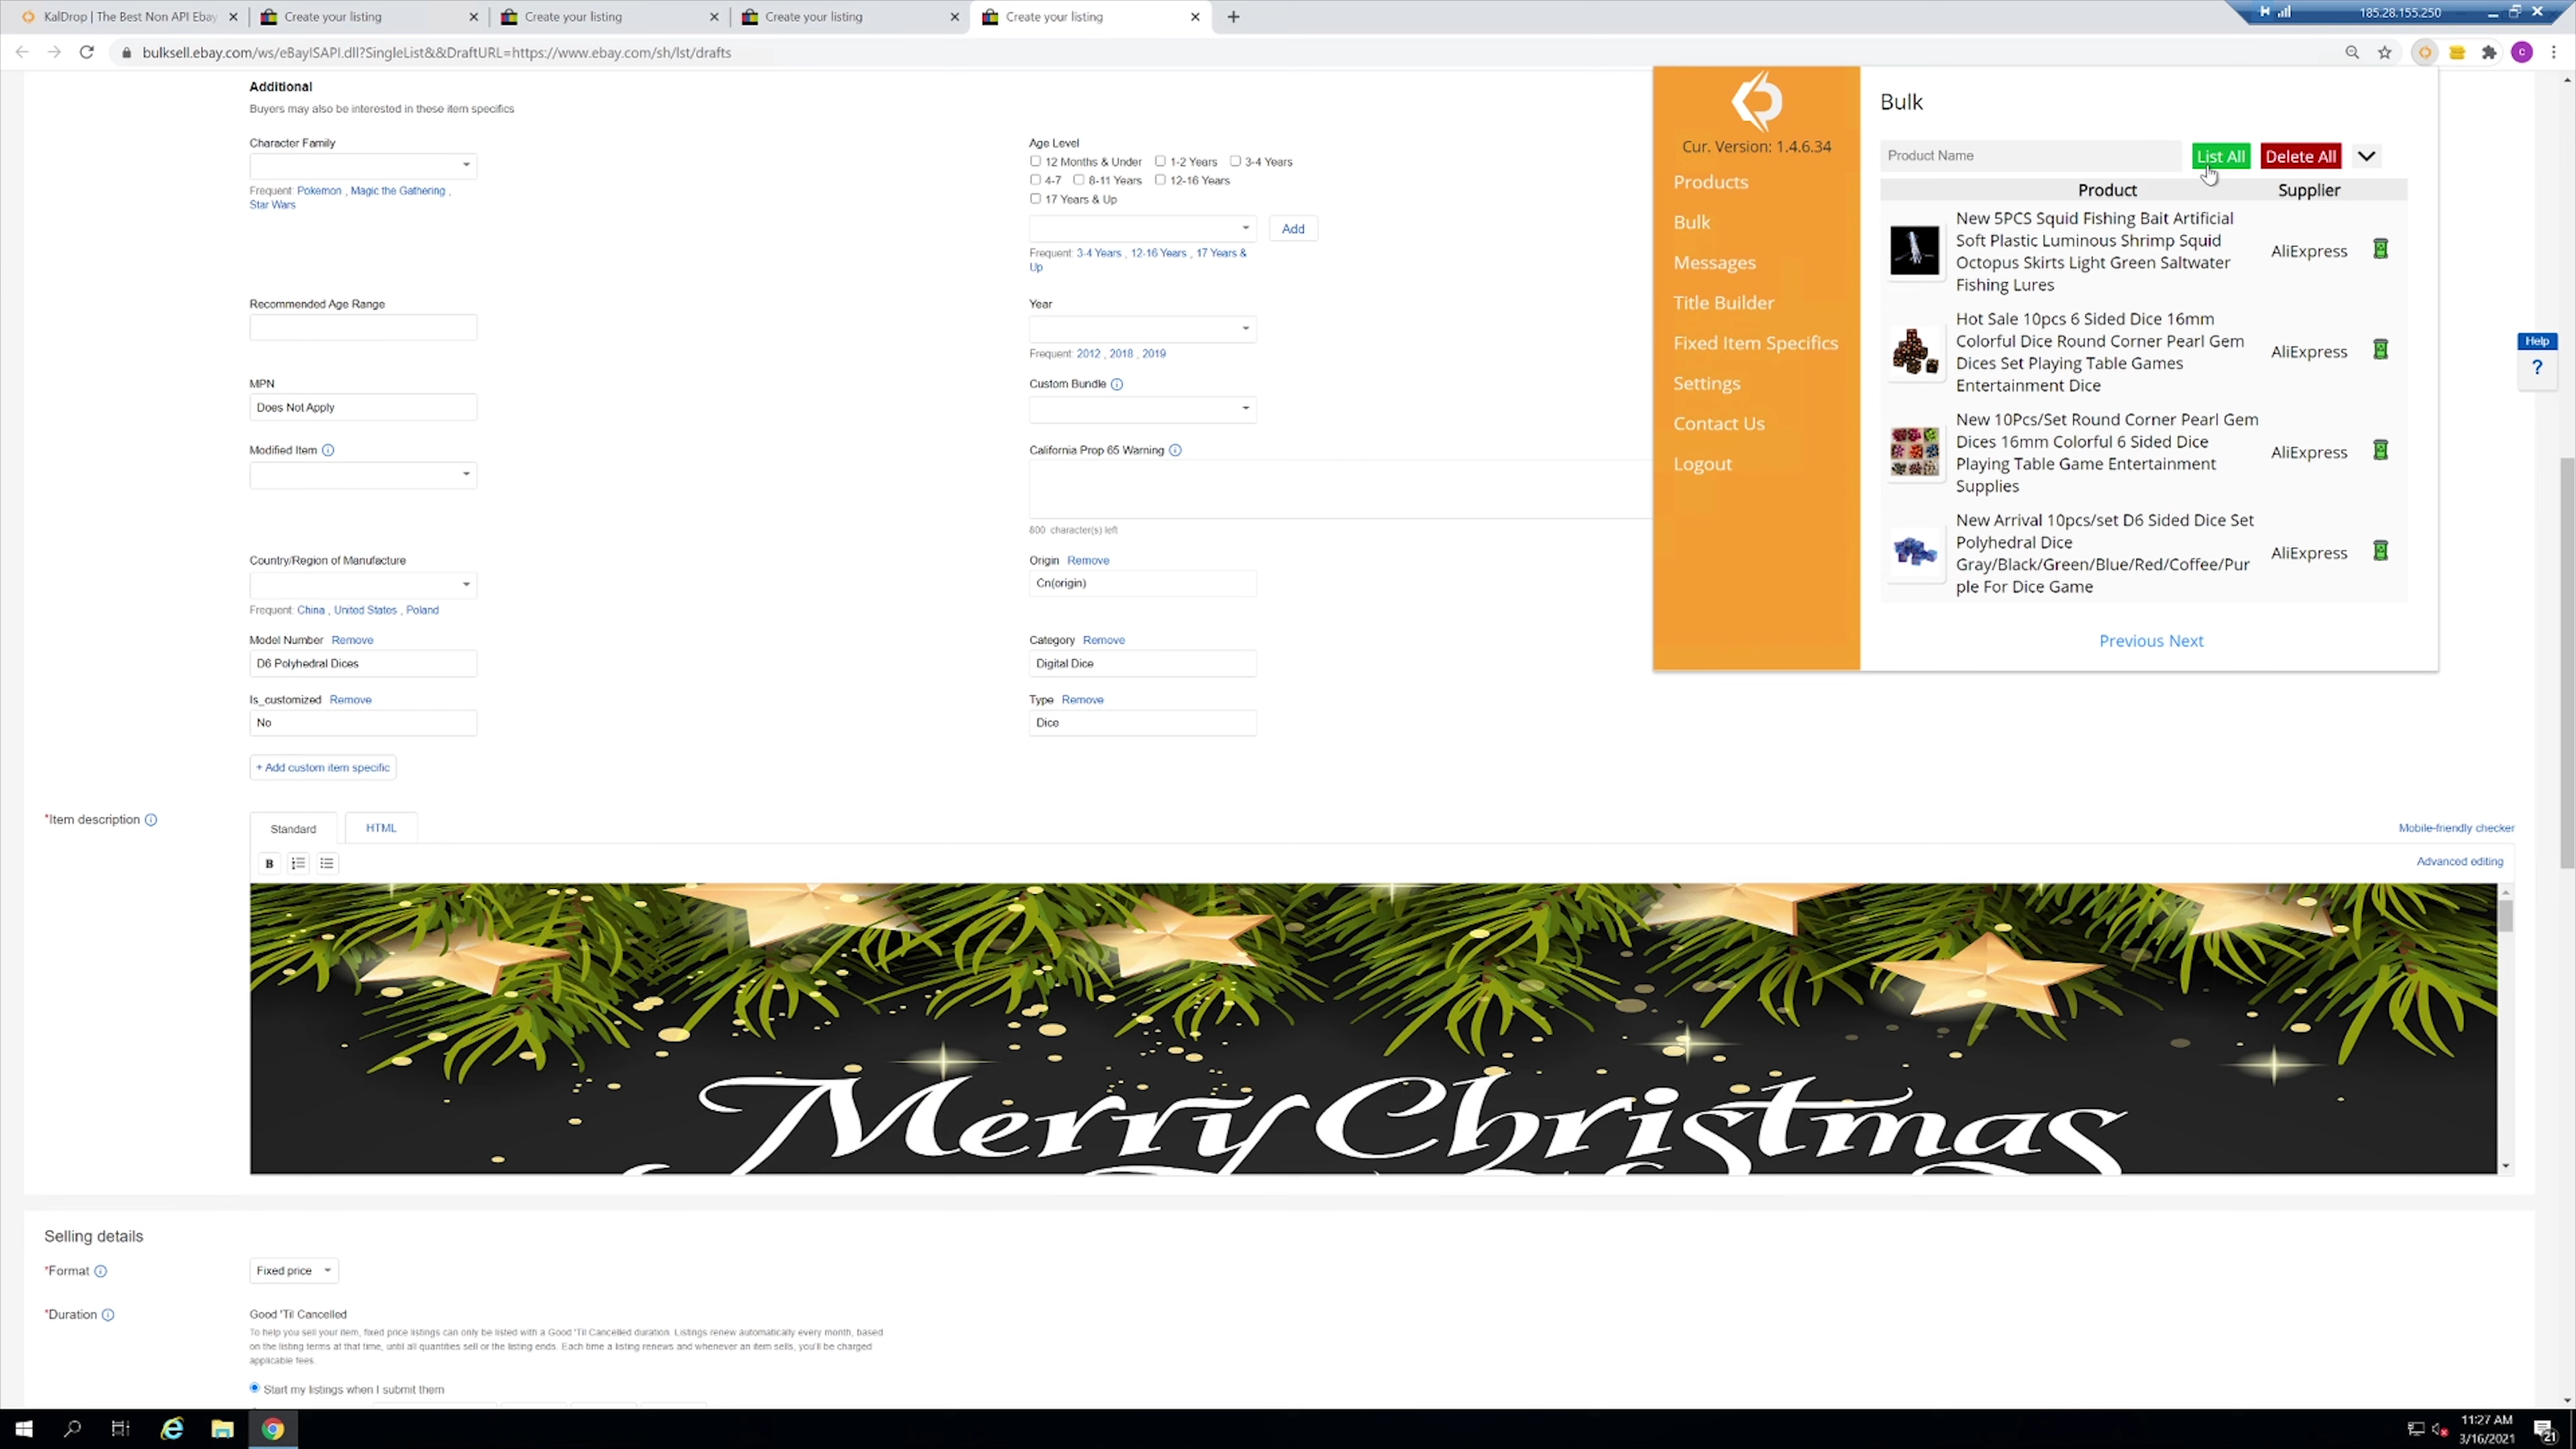 KalDrop | The Best Non API Ebay
Create your listing
Create your listing
Create your listing
Create your listing
185.28.155.250
bulksell.ebay.com/ws/eBayISAPI.dll?SingleList&&DraftURL=https://www.ebay.com/sh/lst/drafts
Additional
Buyers may also be interested in these item specifics
Character Family
Frequent: Pokemon , Magic the Gathering ,
Star Wars
Age Level
12 Months & Under 1-2 Years 3-4 Years
4-7 8-11 Years 12-16 Years
17 Years & Up
Add
Frequent: 3-4 Years , 12-16 Years , 17 Years &
Up
Recommended Age Range
Year
Frequent: 2012 , 2018 , 2019
MPN
Does Not Apply
Custom Bundle
Modified Item
California Prop 65 Warning
800 character(s) left
Country/Region of Manufacture
Frequent: China , United States , Poland
Origin Remove
Cn(origin)
Model Number Remove
D6 Polyhedral Dices
Category Remove
Digital Dice
Is_customized Remove
No
Type Remove
Dice
+ Add custom item specific
Cur. Version: 1.4.6.34
Products
Bulk
Messages
Title Builder
Fixed Item Specifics
Settings
Contact Us
Logout
Bulk
Product Name
List All
Delete All
Product Supplier
New 5PCS Squid Fishing Bait Artificial
Soft Plastic Luminous Shrimp Squid
Octopus Skirts Light Green Saltwater
Fishing Lures
AliExpress
Hot Sale 10pcs 6 Sided Dice 16mm
Colorful Dice Round Corner Pearl Gem
Dices Set Playing Table Games
Entertainment Dice
AliExpress
New 10Pcs/Set Round Corner Pearl Gem
Dices 16mm Colorful 6 Sided Dice
Playing Table Game Entertainment
Supplies
AliExpress
New Arrival 10pcs/set D6 Sided Dice Set
Polyhedral Dice
Gray/Black/Green/Blue/Red/Coffee/Pur
ple For Dice Game
AliExpress
Previous Next
Help
?
*Item description
Standard
HTML
Mobile-friendly checker
B
Advanced editing
Merry Christmas
Selling details
*Format
Fixed price
*Duration
Good 'Til Cancelled
To help you sell your item, fixed price listings can only be listed with a Good 'Til Cancelled duration. Listings renew automatically every month, based
on the listing terms at that time, until all quantities sell or the listing ends. Each time a listing renews and whenever an item sells, you'll be charged
applicable fees.
Start my listings when I submit them
11:27 AM
3/16/2021
21